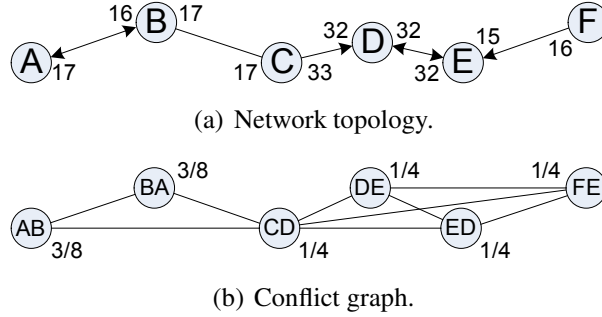 16 B 17 32 D 32 15 F
A 17 17 C 33 32 E 16
(a) Network topology.
3/8 1/4 1/4
BA DE FE
AB CD ED
3/8 1/4 1/4
(b) Conflict graph.